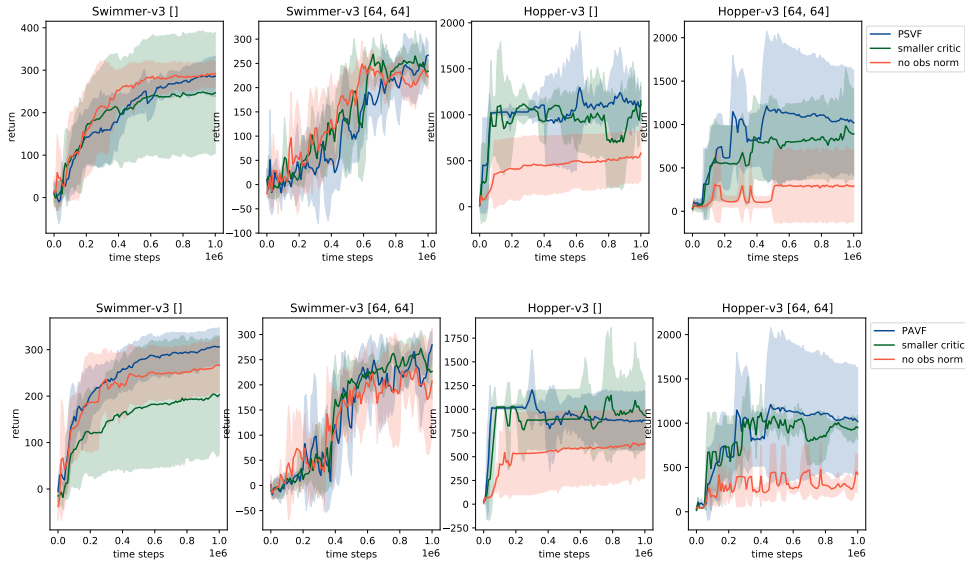 Swimmer-v3 []
400
300
200
100
0
return
0.0 0.2 0.4 0.6 0.8 1.0
time steps
1e6
Swimmer-v3 [64, 64]
300
250
200
150
100
50
0
−50
−100
return
0.0 0.2 0.4 0.6 0.8 1.0
time steps
1e6
Hopper-v3 []
2000
1500
1000
500
0
return
0.0 0.2 0.4 0.6 0.8 1.0
time steps
1e6
Hopper-v3 [64, 64]
2000
1500
1000
500
0
return
0.0 0.2 0.4 0.6 0.8 1.0
time steps
1e6
PSVF
smaller critic
no obs norm
Swimmer-v3 []
300
200
100
0
return
0.0 0.2 0.4 0.6 0.8 1.0
time steps
1e6
Swimmer-v3 [64, 64]
300
250
200
150
100
50
0
−50
return
0.0 0.2 0.4 0.6 0.8 1.0
time steps
1e6
Hopper-v3 []
1750
1500
1250
1000
750
500
250
0
−250
return
0.0 0.2 0.4 0.6 0.8 1.0
time steps
1e6
Hopper-v3 [64, 64]
2000
1500
1000
500
0
return
0.0 0.2 0.4 0.6 0.8 1.0
time steps
1e6
PAVF
smaller critic
no obs norm